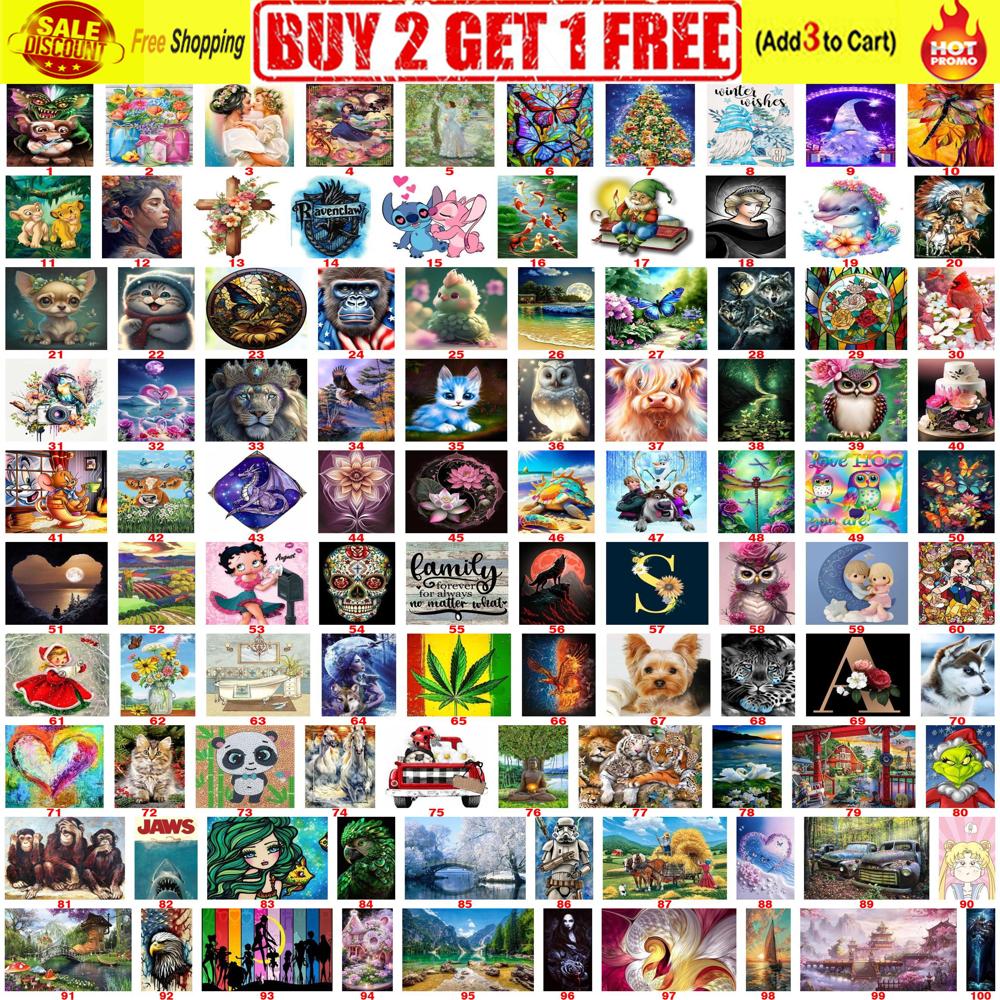 SALE
DISCOUNT
Free Shopping
BUY 2 GET 1 FREE
(Add 3 to Cart)
HOT
PROMO
winter
wishes
1 2 3 4 5 6 7 8 9 10
Ravenclaw
11 12 13 14 15 16 17 18 19 20
21 22 23 24 25 26 27 28 29 30
31 32 33 34 35 36 37 38 39 40
Love HOO
you are!
41 42 43 44 45 46 47 48 49 50
August
family
forever
for always
no matter what
S
51 52 53 54 55 56 57 58 59 60
A
61 62 63 64 65 66 67 68 69 70
71 72 73 74 75 76 77 78 79 80
JAWS
81 82 83 84 85 86 87 88 89 90
91 92 93 94 95 96 97 98 99 100